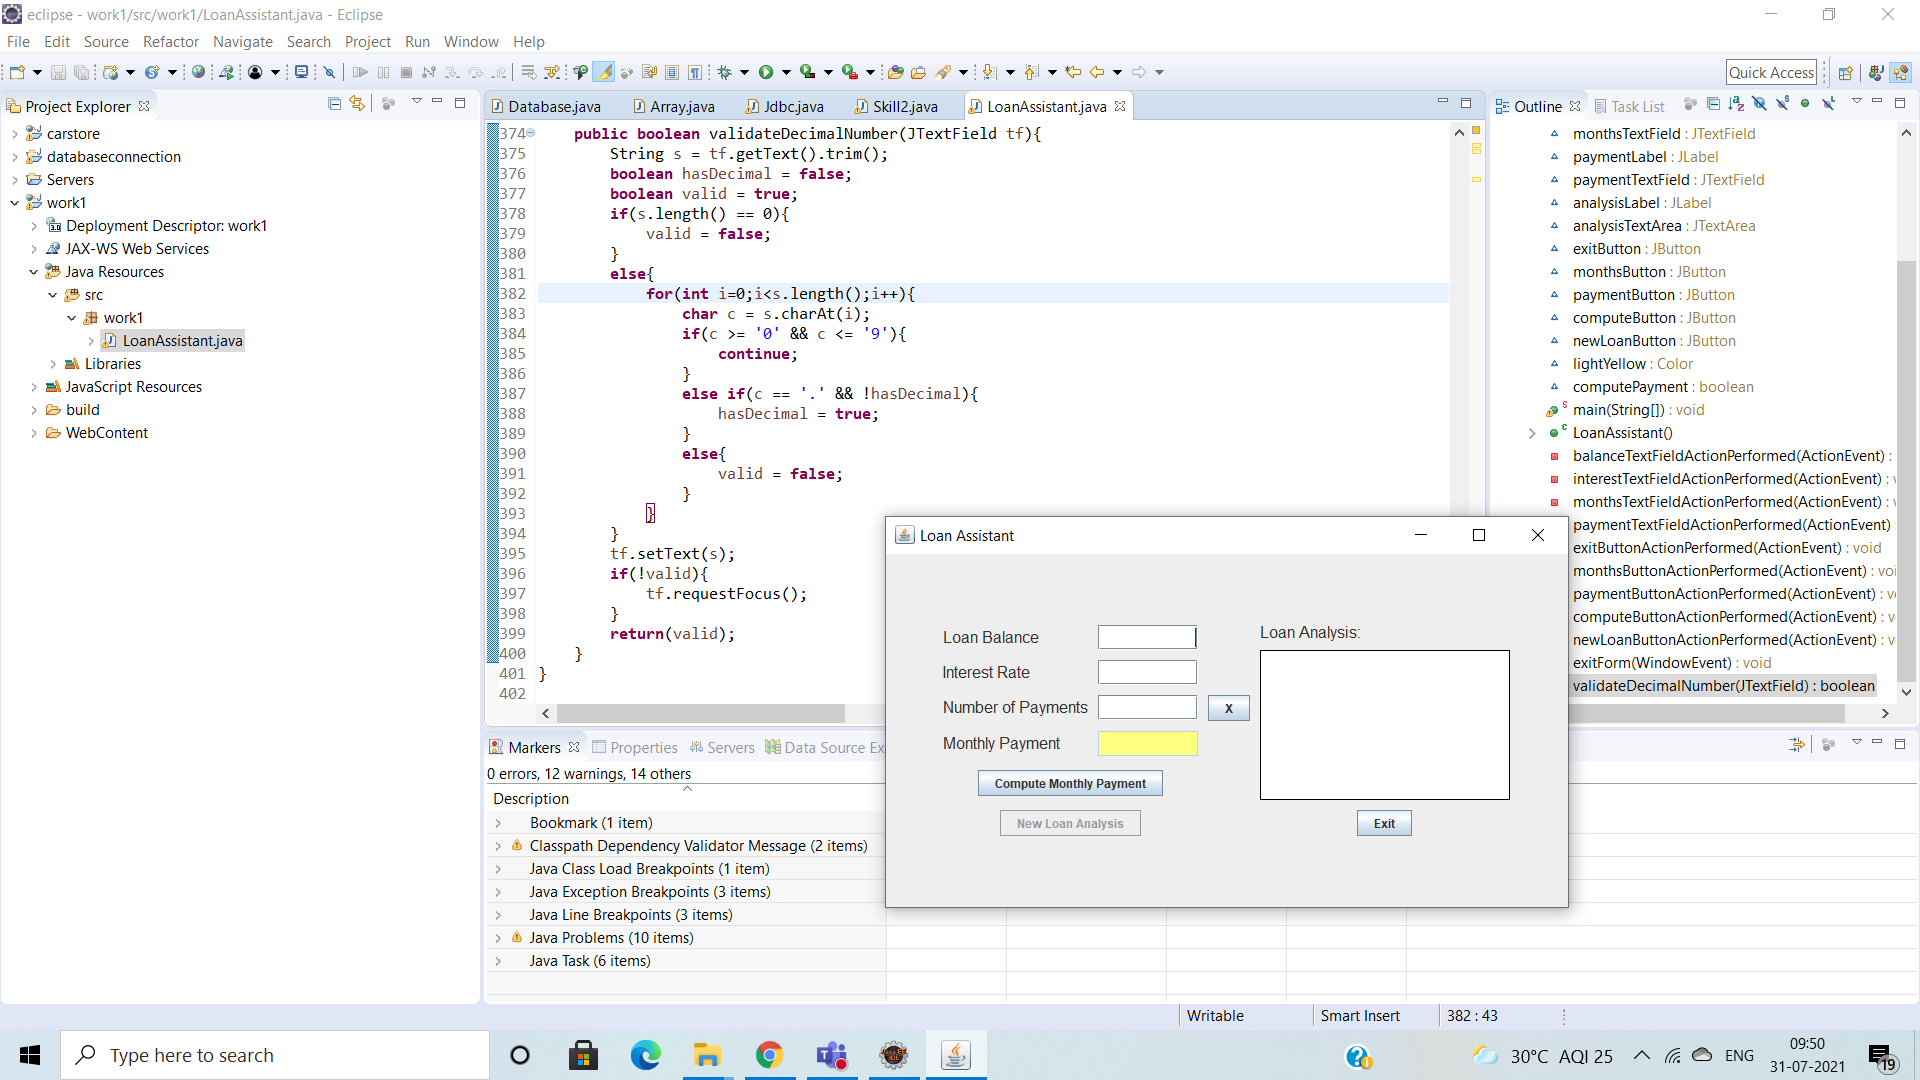 eclipse - work1/src/work1/LoanAssistant.java - Eclipse
File Edit Source Refactor Navigate Search Project Run Window Help
Quick Access
Project Explorer
carstore
databaseconnection
Servers
work1
Deployment Descriptor: work1
JAX-WS Web Services
Java Resources
src
work1
LoanAssistant.java
Libraries
JavaScript Resources
build
WebContent
Database.java Array.java Jdbc.java Skill2.java LoanAssistant.java
374 public boolean validateDecimalNumber(JTextField tf){
375 String s = tf.getText().trim();
376 boolean hasDecimal = false;
377 boolean valid = true;
378 if(s.length() == 0){
379 valid = false;
380 }
381 else{
382 for(int i=0;i<s.length();i++){
383 char c = s.charAt(i);
384 if(c >= '0' && c <= '9'){
385 continue;
386 }
387 else if(c == '.' && !hasDecimal){
388 hasDecimal = true;
389 }
390 else{
391 valid = false;
392 }
393 }
394 }
395 tf.setText(s);
396 if(!valid){
397 tf.requestFocus();
398 }
399 return(valid);
400 }
401 }
402
Outline Task List
monthsTextField : JTextField
paymentLabel : JLabel
paymentTextField : JTextField
analysisLabel : JLabel
analysisTextArea : JTextArea
exitButton : JButton
monthsButton : JButton
paymentButton : JButton
computeButton : JButton
newLoanButton : JButton
lightYellow : Color
computePayment : boolean
main(String[]) : void
LoanAssistant()
balanceTextFieldActionPerformed(ActionEvent) :
interestTextFieldActionPerformed(ActionEvent) : v
monthsTextFieldActionPerformed(ActionEvent) : v
paymentTextFieldActionPerformed(ActionEvent)
exitButtonActionPerformed(ActionEvent) : void
monthsButtonActionPerformed(ActionEvent) : voi
paymentButtonActionPerformed(ActionEvent) : v
computeButtonActionPerformed(ActionEvent) : v
newLoanButtonActionPerformed(ActionEvent) : v
exitForm(WindowEvent) : void
validateDecimalNumber(JTextField) : boolean
Loan Assistant
Loan Balance
Interest Rate
Number of Payments
X
Monthly Payment
Compute Monthly Payment
New Loan Analysis
Loan Analysis:
Exit
Markers Properties Servers Data Source Ex
0 errors, 12 warnings, 14 others
Description
Bookmark (1 item)
Classpath Dependency Validator Message (2 items)
Java Class Load Breakpoints (1 item)
Java Exception Breakpoints (3 items)
Java Line Breakpoints (3 items)
Java Problems (10 items)
Java Task (6 items)
Writable Smart Insert 382 : 43
Type here to search
30°C AQI 25 ENG
09:50
31-07-2021
19